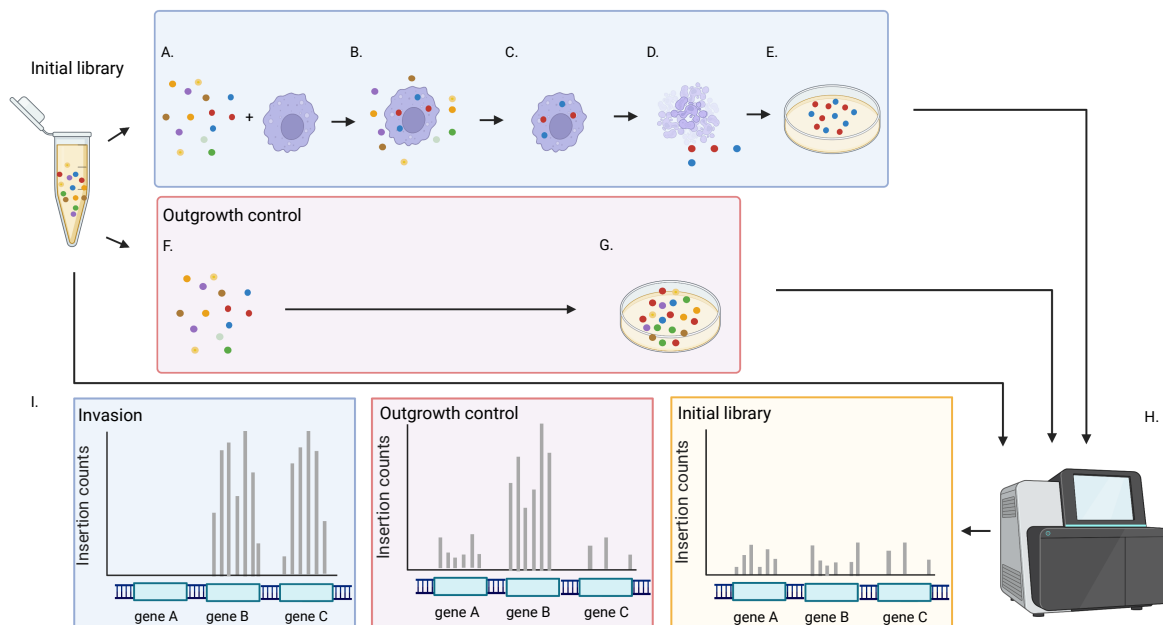 Initial library
A.
B.
C.
D.
E.
+
Outgrowth control
F.
G.
H.
I.
Invasion
Insertion counts
gene A
gene B
gene C
Outgrowth control
Insertion counts
gene A
gene B
gene C
Initial library
Insertion counts
gene A
gene B
gene C